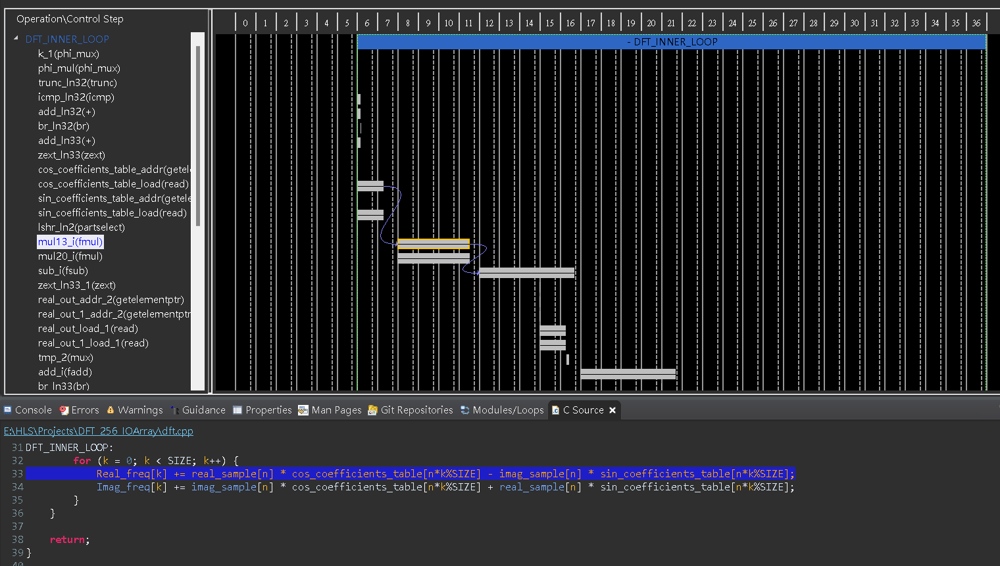 Operation\Control Step
0 1 2 3 4 5 6 7 8 9 10 11 12 13 14 15 16 17 18 19 20 21 22 23 24 25 26 27 28 29 30 31 32 33 34 35 36
DFT_INNER_LOOP
- DFT_INNER_LOOP
k_1(phi_mux)
phi_mul(phi_mux)
trunc_ln32(trunc)
icmp_ln32(icmp)
add_ln32(+)
br_ln32(br)
add_ln33(+)
zext_ln33(zext)
cos_coefficients_table_addr(getele
cos_coefficients_table_load(read)
sin_coefficients_table_addr(getele
sin_coefficients_table_load(read)
lshr_ln2(partselect)
mul13_i(fmul)
mul20_i(fmul)
sub_i(fsub)
zext_ln33_1(zext)
real_out_addr_2(getelementptr)
real_out_1_addr_2(getelementptr
real_out_load_1(read)
real_out_1_load_1(read)
tmp_2(mux)
add_i(fadd)
br_ln33(br)
Console Errors Warnings Guidance Properties Man Pages Git Repositories Modules/Loops C Source
E:\HLS\Projects\DFT_256_IOArray\dft.cpp
31 DFT_INNER_LOOP:
32 for (k = 0; k < SIZE; k++) {
33 Real_freq[k] += real_sample[n] * cos_coefficients_table[n*k%SIZE] - imag_sample[n] * sin_coefficients_table[n*k%SIZE];
34 Imag_freq[k] += imag_sample[n] * cos_coefficients_table[n*k%SIZE] + real_sample[n] * sin_coefficients_table[n*k%SIZE];
35 }
36 }
37
38 return;
39 }
40